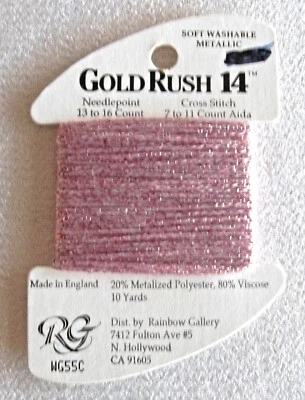 SOFT WASHABLE
METALLIC
GOLD RUSH 14™
Needlepoint Cross Stitch
13 to 16 Count 7 to 11 Count Aida
Made in England 20% Metalized Polyester, 80% Viscose
10 Yards
RG Dist. by Rainbow Gallery
7412 Fulton Ave #5
WG55C N. Hollywood
CA 91605